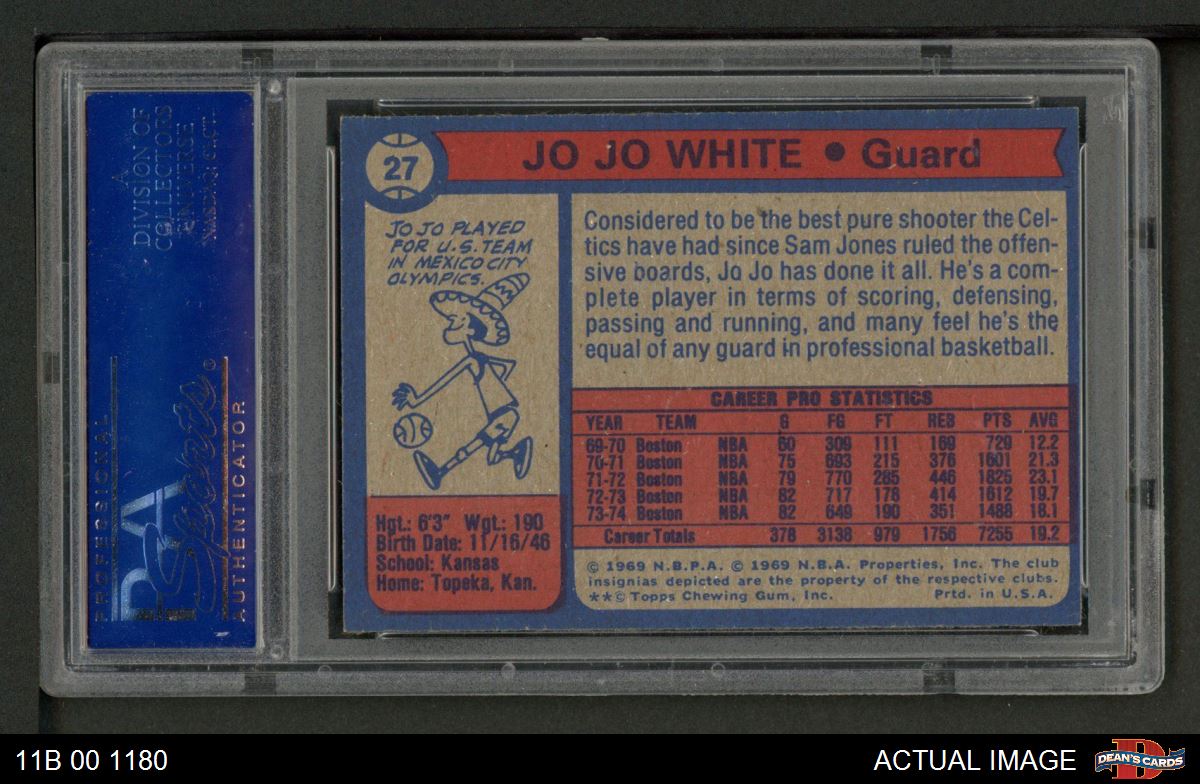 A
DIVISION OF
COLLECTORS
UNIVERSE
NASDAQ: CLCT
PROFESSIONAL
PSA
Sports ®
AUTHENTICATOR
27
JO JO WHITE • Guard
JO JO PLAYED
FOR U.S. TEAM
IN MEXICO CITY
OLYMPICS.
Considered to be the best pure shooter the Cel-
tics have had since Sam Jones ruled the offen-
sive boards, Jo Jo has done it all. He's a com-
plete player in terms of scoring, defensing,
passing and running, and many feel he's the
equal of any guard in professional basketball.
CAREER PRO STATISTICS
YEAR TEAM G FG FT REB PTS AVG
69-70 Boston NBA 60 309 111 169 729 12.2
70-71 Boston NBA 75 693 215 376 1601 21.3
71-72 Boston NBA 79 770 285 446 1825 23.1
72-73 Boston NBA 82 717 178 414 1612 19.7
73-74 Boston NBA 82 649 190 351 1488 18.1
Career Totals 378 3138 979 1756 7255 19.2
Hgt.: 6'3" Wgt.: 190
Birth Date: 11/16/46
School: Kansas
Home: Topeka, Kan.
© 1969 N.B.P.A. © 1969 N.B.A. Properties, Inc. The club
insignias depicted are the property of the respective clubs.
**© Topps Chewing Gum, Inc. Prtd. in U.S.A.
11B 00 1180
ACTUAL IMAGE
D
DEAN'S CARDS